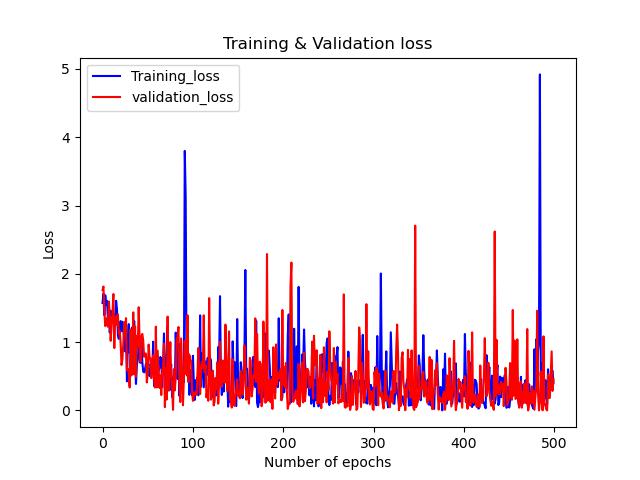 Training & Validation loss
Training_loss
validation_loss
5
4
3
2
1
0
Loss
0 100 200 300 400 500
Number of epochs